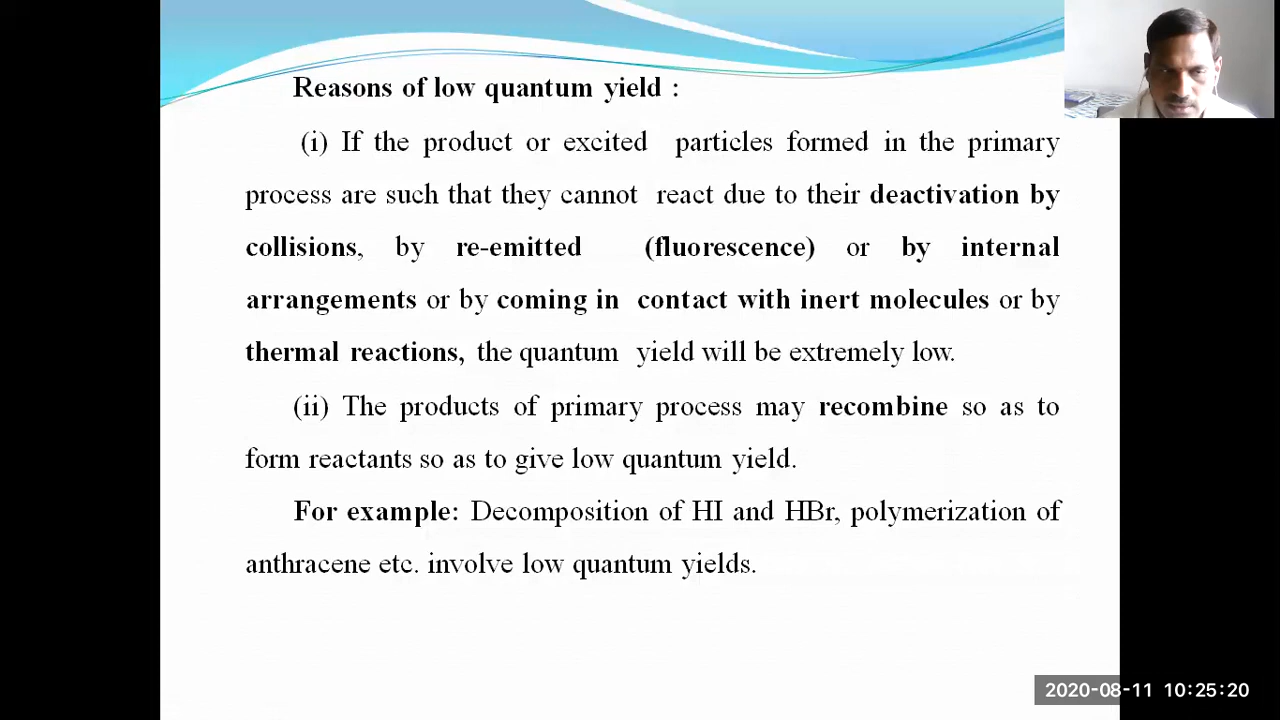 Reasons of low quantum yield :
(i) If the product or excited particles formed in the primary
process are such that they cannot react due to their deactivation by
collisions, by re-emitted (fluorescence) or by internal
arrangements or by coming in contact with inert molecules or by
thermal reactions, the quantum yield will be extremely low.
(ii) The products of primary process may recombine so as to
form reactants so as to give low quantum yield.
For example: Decomposition of HI and HBr, polymerization of
anthracene etc. involve low quantum yields.
2020-08-11 10:25:20